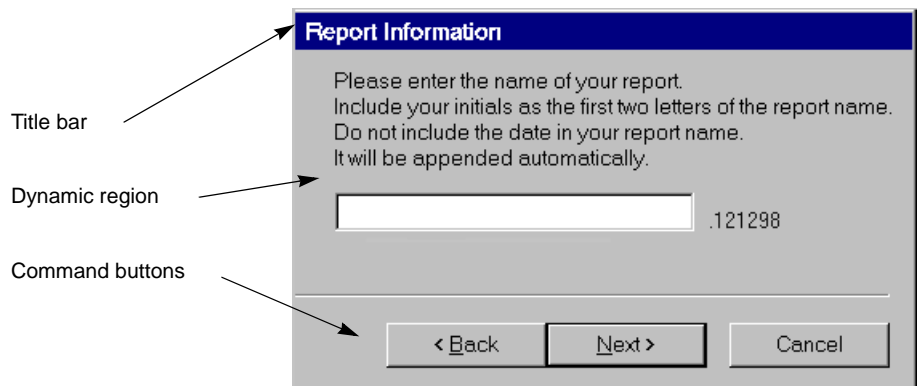 Report Information
Please enter the name of your report.
Include your initials as the first two letters of the report name.
Do not include the date in your report name.
It will be appended automatically.
.121298
< Back
Next >
Cancel
Title bar
Dynamic region
Command buttons